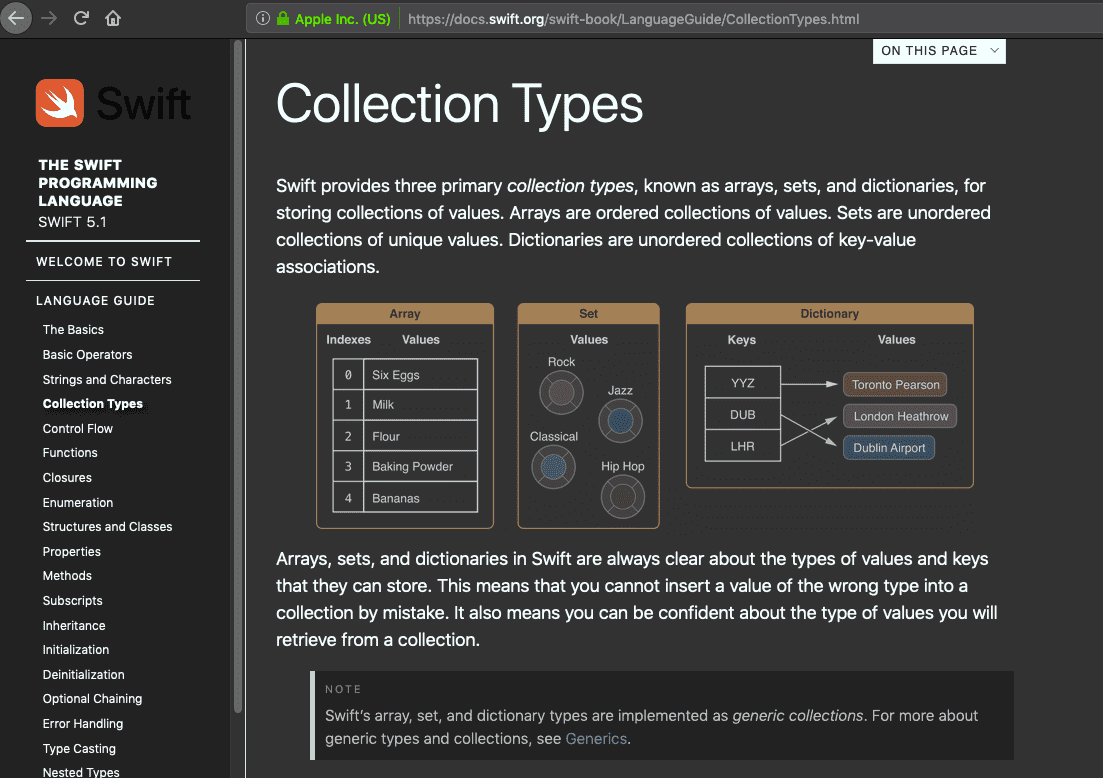 Apple Inc. (US)
https://docs.swift.org/swift-book/LanguageGuide/CollectionTypes.html
Swift
THE SWIFT
PROGRAMMING
LANGUAGE
SWIFT 5.1
WELCOME TO SWIFT
LANGUAGE GUIDE
The Basics
Basic Operators
Strings and Characters
Collection Types
Control Flow
Functions
Closures
Enumeration
Structures and Classes
Properties
Methods
Subscripts
Inheritance
Initialization
Deinitialization
Optional Chaining
Error Handling
Type Casting
Nested Types
ON THIS PAGE
Collection Types
Swift provides three primary collection types, known as arrays, sets, and dictionaries, for
storing collections of values. Arrays are ordered collections of values. Sets are unordered
collections of unique values. Dictionaries are unordered collections of key-value
associations.
Array
Indexes Values
0 Six Eggs
1 Milk
2 Flour
3 Baking Powder
4 Bananas
Set
Values
Rock
Jazz
Classical
Hip Hop
Dictionary
Keys Values
YYZ Toronto Pearson
DUB London Heathrow
LHR Dublin Airport
Arrays, sets, and dictionaries in Swift are always clear about the types of values and keys
that they can store. This means that you cannot insert a value of the wrong type into a
collection by mistake. It also means you can be confident about the type of values you will
retrieve from a collection.
NOTE
Swift’s array, set, and dictionary types are implemented as generic collections. For more about
generic types and collections, see Generics.